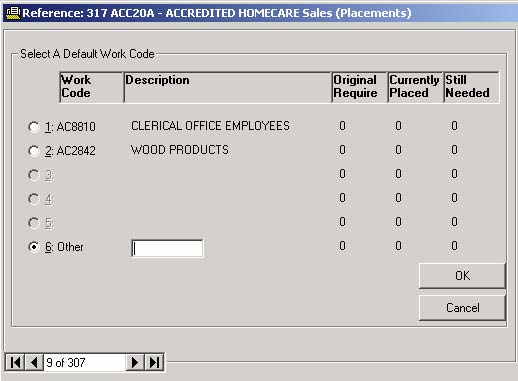 Reference: 317 ACC20A - ACCREDITED HOMECARE Sales (Placements)
Select A Default Work Code
Work Code Description Original Require Currently Placed Still Needed
1: AC8810 CLERICAL OFFICE EMPLOYEES 0 0 0
2: AC2842 WOOD PRODUCTS 0 0 0
3: 0 0 0
4: 0 0 0
5: 0 0 0
6: Other 0 0 0
OK
Cancel
9 of 307